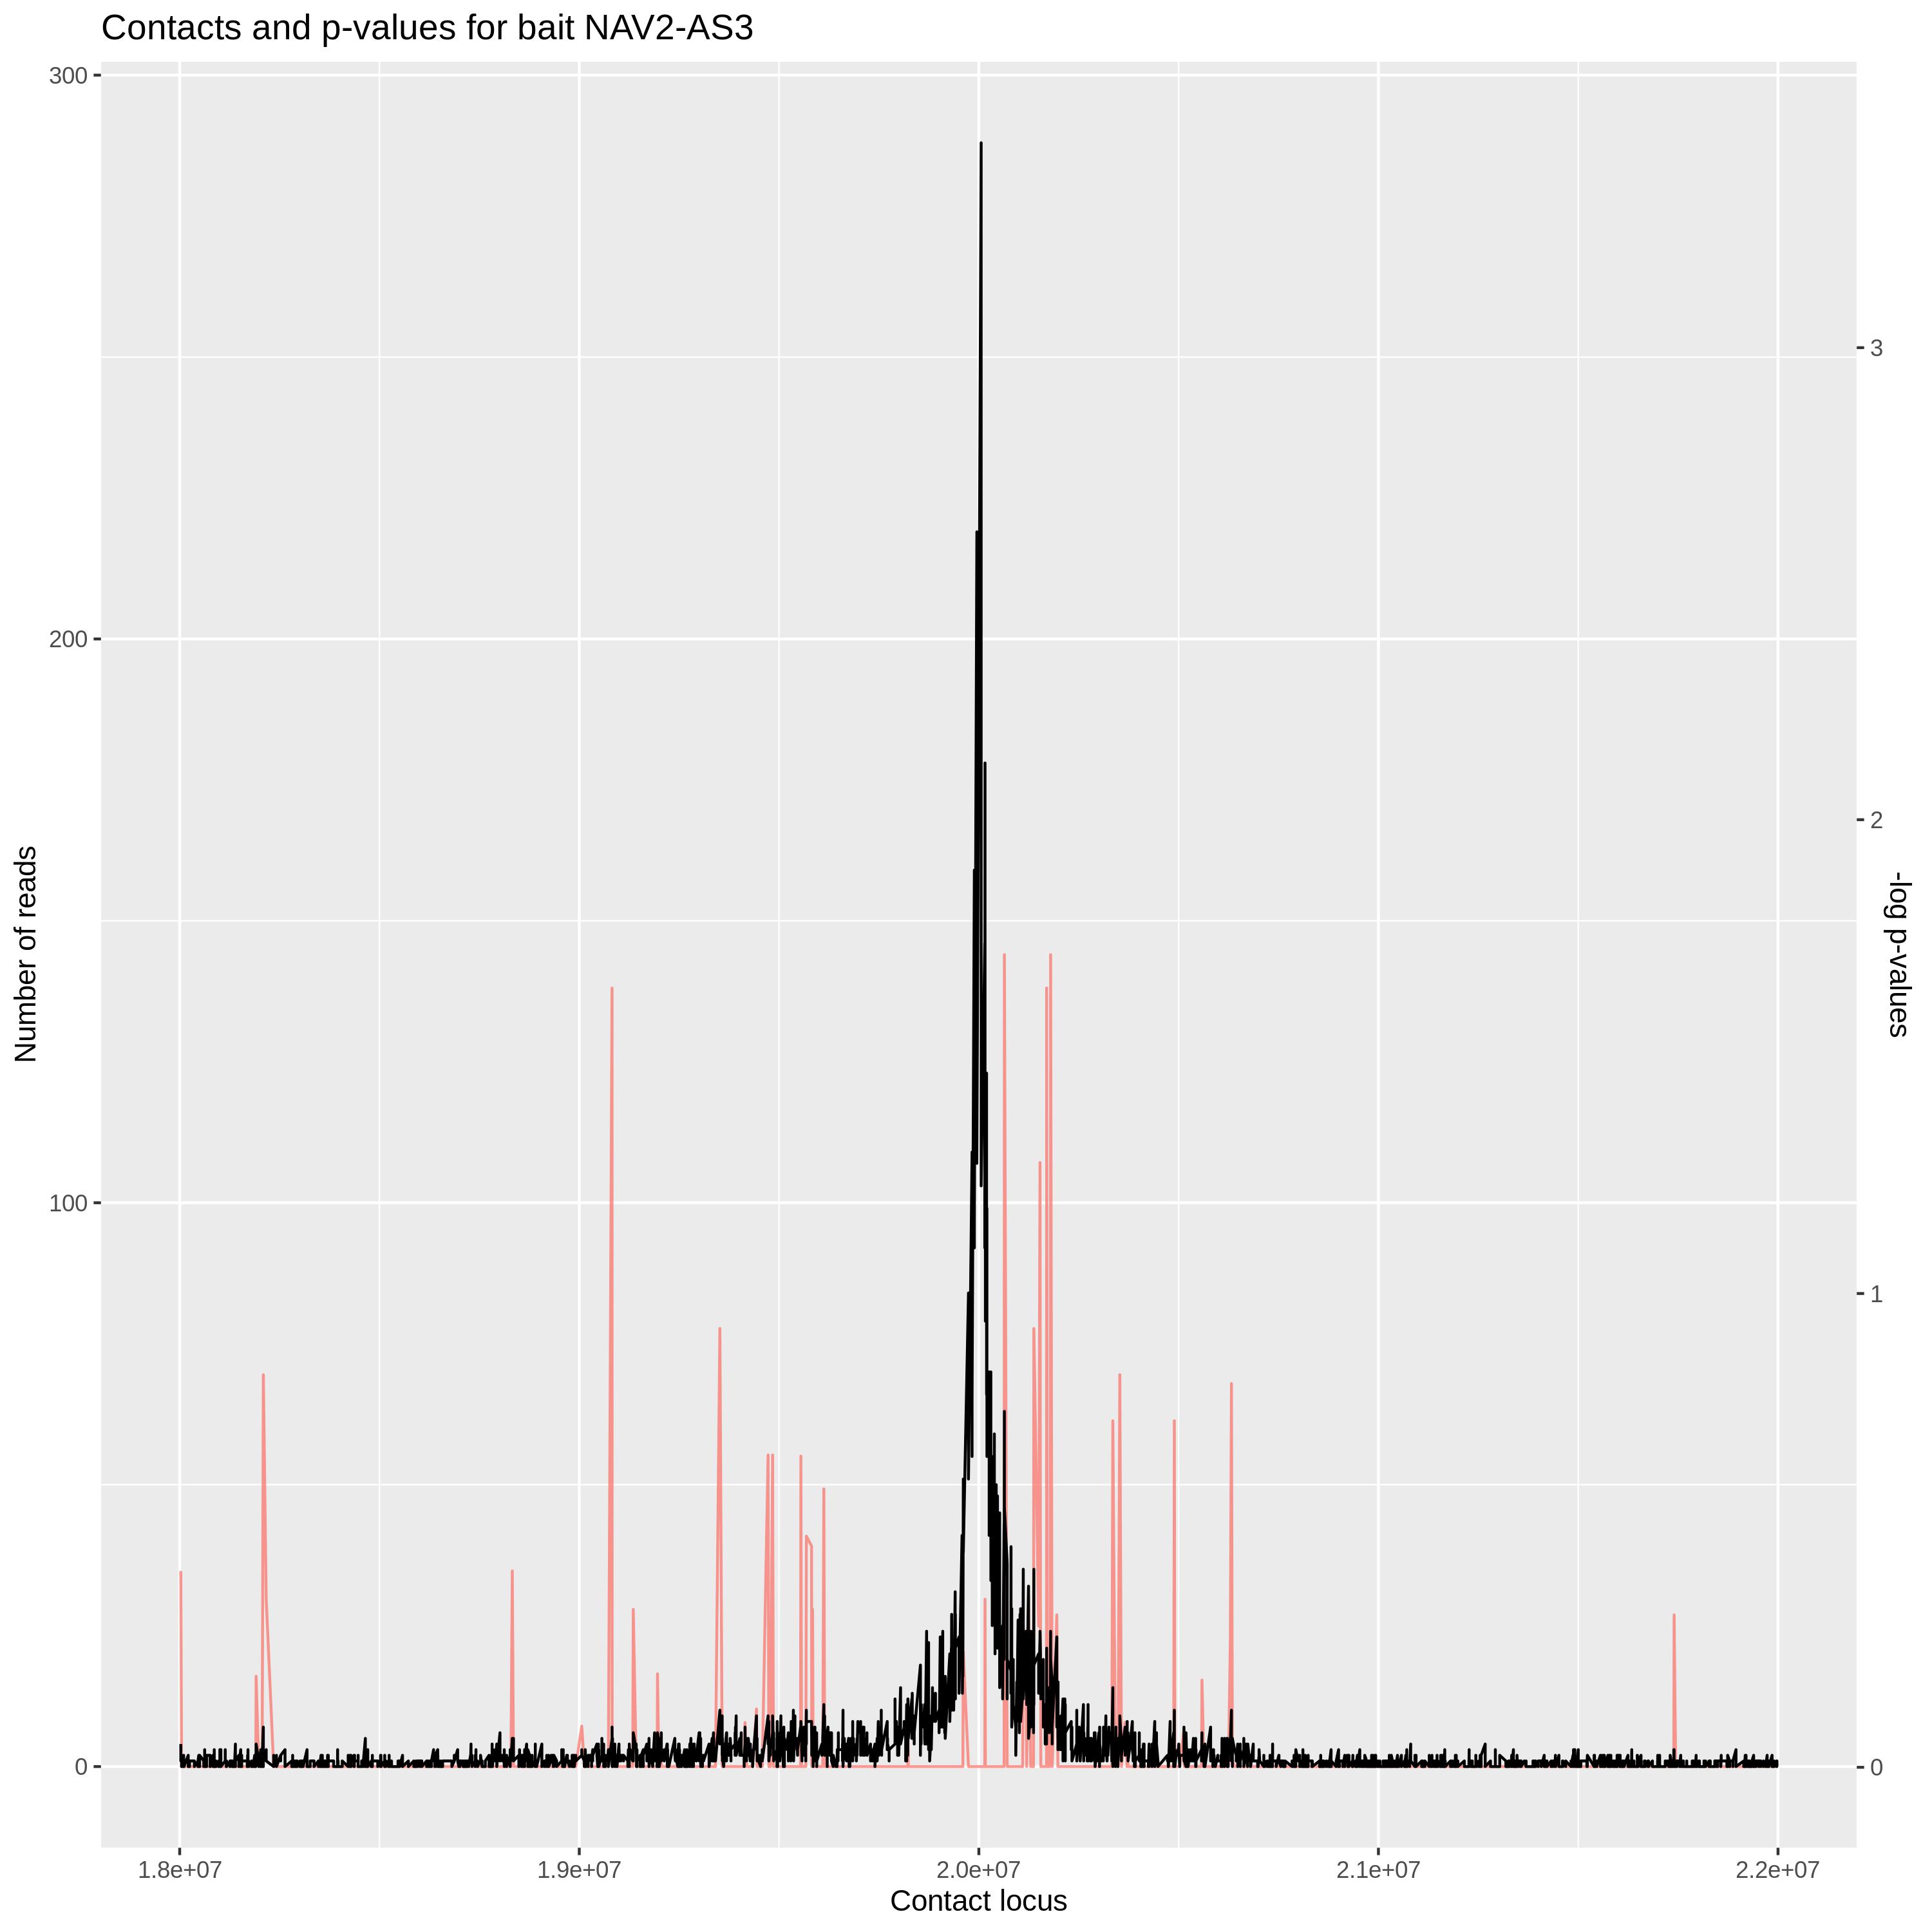 Contacts and p-values for bait NAV2-AS3
300
200
100
0
Number of reads
3
2
1
0
-log p-values
1.8e+07 1.9e+07 2.0e+07 2.1e+07 2.2e+07
Contact locus